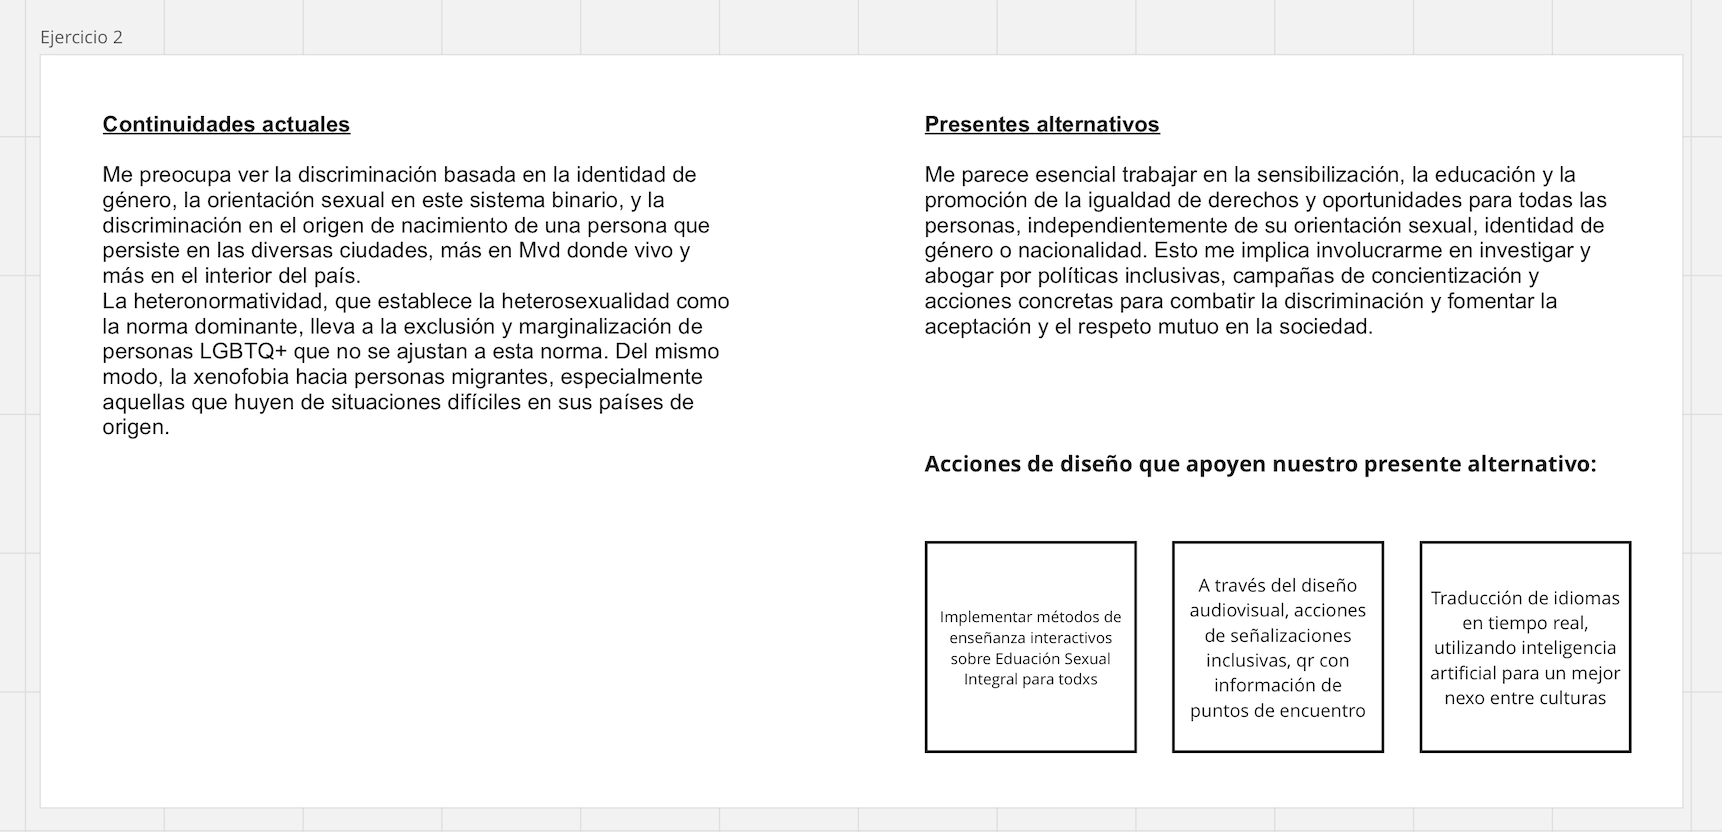 Ejercicio 2
Continuidades actuales
Me preocupa ver la discriminación basada en la identidad de
género, la orientación sexual en este sistema binario, y la
discriminación en el origen de nacimiento de una persona que
persiste en las diversas ciudades, más en Mvd donde vivo y
más en el interior del país.
La heteronormatividad, que establece la heterosexualidad como
la norma dominante, lleva a la exclusión y marginalización de
personas LGBTQ+ que no se ajustan a esta norma. Del mismo
modo, la xenofobia hacia personas migrantes, especialmente
aquellas que huyen de situaciones difíciles en sus países de
origen.
Presentes alternativos
Me parece esencial trabajar en la sensibilización, la educación y la
promoción de la igualdad de derechos y oportunidades para todas las
personas, independientemente de su orientación sexual, identidad de
género o nacionalidad. Esto me implica involucrarme en investigar y
abogar por políticas inclusivas, campañas de concientización y
acciones concretas para combatir la discriminación y fomentar la
aceptación y el respeto mutuo en la sociedad.
Acciones de diseño que apoyen nuestro presente alternativo:
Implementar métodos de
enseñanza interactivos
sobre Eduación Sexual
Integral para todxs
A través del diseño
audiovisual, acciones
de señalizaciones
inclusivas, qr con
información de
puntos de encuentro
Traducción de idiomas
en tiempo real,
utilizando inteligencia
artificial para un mejor
nexo entre culturas